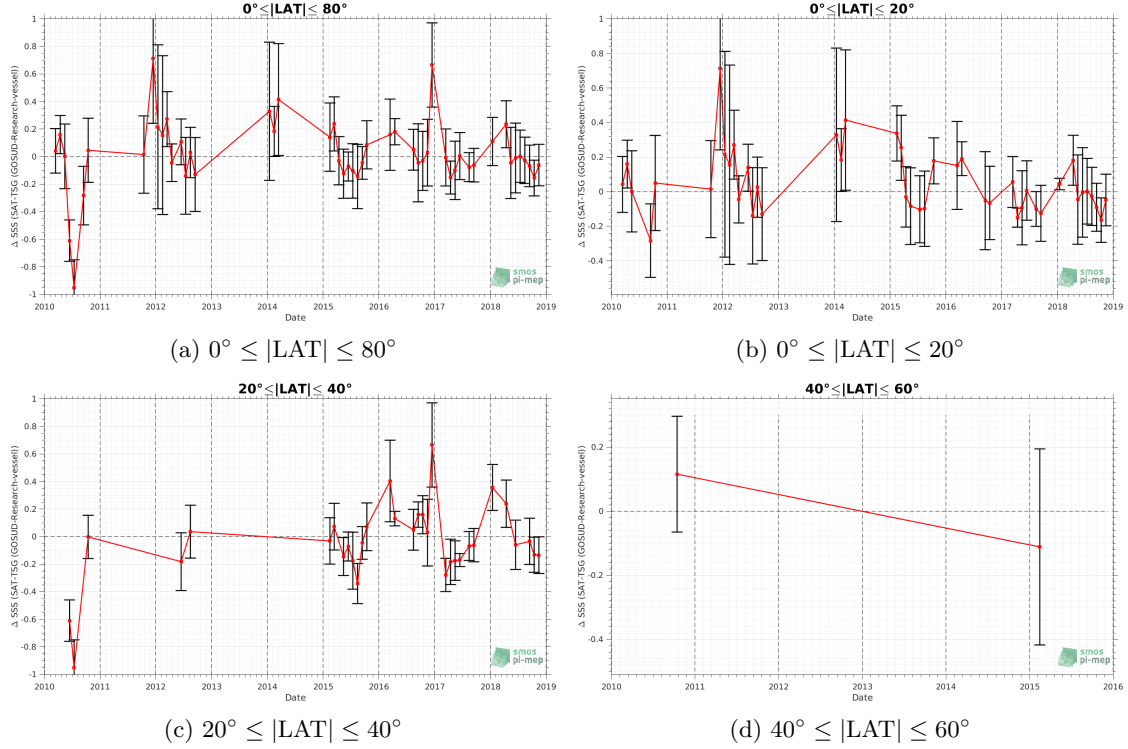 0°≤|LAT|≤ 80°
1
0.8
0.6
0.4
0.2
0
-0.2
-0.4
-0.6
-0.8
-1
Δ SSS (SAT-TSG (GOSUD-Research-vessel))
2010 2011 2012 2013 2014 2015 2016 2017 2018 2019
Date
smos
pi-mep
(a) 0° ≤ |LAT| ≤ 80°
0°≤|LAT|≤ 20°
1
0.8
0.6
0.4
0.2
0
-0.2
-0.4
Δ SSS (SAT-TSG (GOSUD-Research-vessel))
2010 2011 2012 2013 2014 2015 2016 2017 2018 2019
Date
smos
pi-mep
(b) 0° ≤ |LAT| ≤ 20°
20°≤|LAT|≤ 40°
1
0.8
0.6
0.4
0.2
0
-0.2
-0.4
-0.6
-0.8
-1
Δ SSS (SAT-TSG (GOSUD-Research-vessel))
2010 2011 2012 2013 2014 2015 2016 2017 2018 2019
Date
smos
pi-mep
(c) 20° ≤ |LAT| ≤ 40°
40°≤|LAT|≤ 60°
0.2
0
-0.2
-0.4
Δ SSS (SAT-TSG (GOSUD-Research-vessel))
2010 2011 2012 2013 2014 2015 2016
Date
smos
pi-mep
(d) 40° ≤ |LAT| ≤ 60°